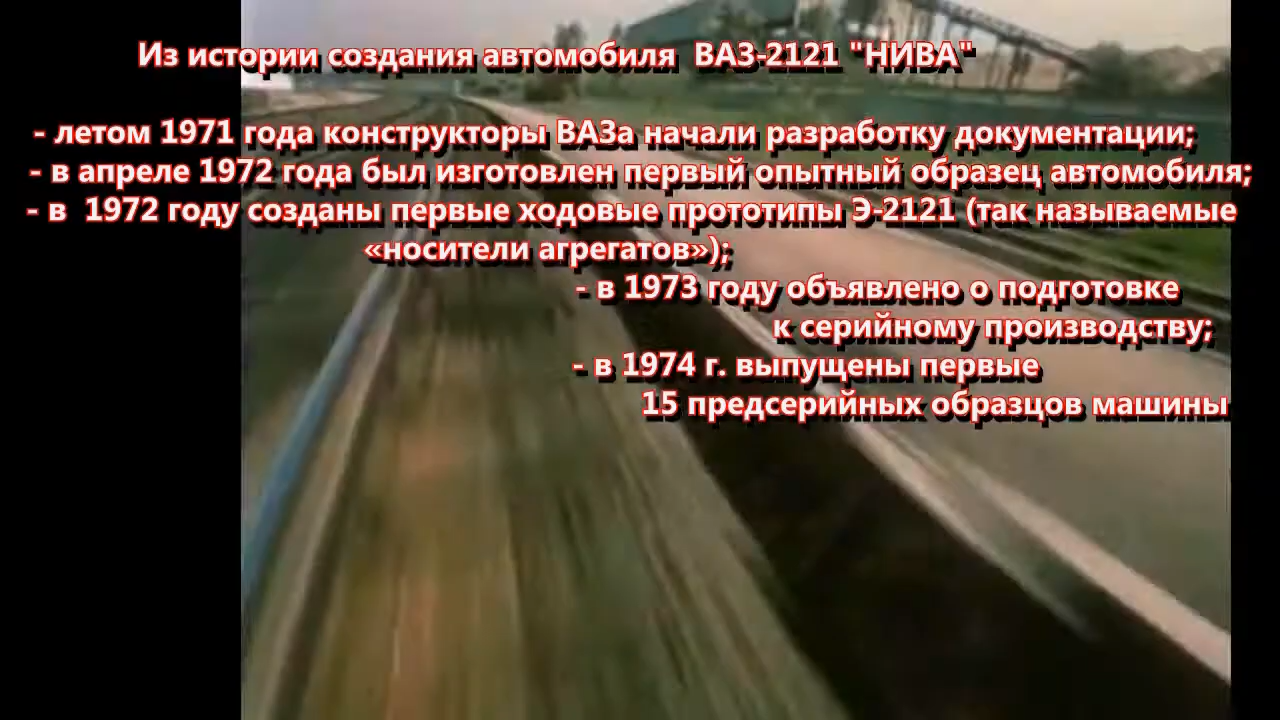 Из истории создания автомобиля ВАЗ-2121 "НИВА"
- летом 1971 года конструкторы ВАЗа начали разработку документации;
- в апреле 1972 года был изготовлен первый опытный образец автомобиля;
- в 1972 году созданы первые ходовые прототипы Э-2121 (так называемые
«носители агрегатов»);
- в 1973 году объявлено о подготовке
к серийному производству;
- в 1974 г. выпущены первые
15 предсерийных образцов машины